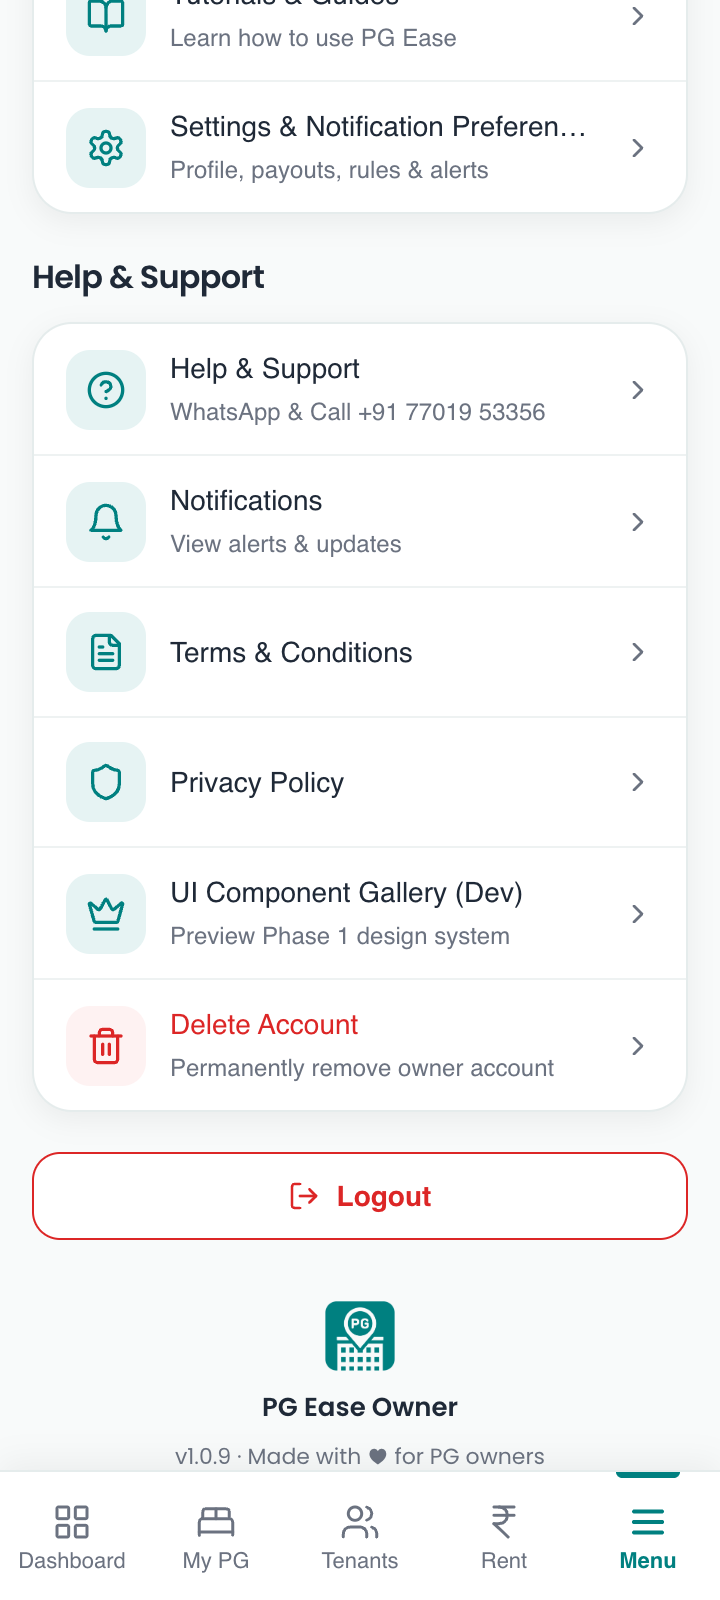 Tutorials & Guides
Learn how to use PG Ease
Settings & Notification Preferen...
Profile, payouts, rules & alerts
Help & Support
Help & Support
WhatsApp & Call +91 77019 53356
Notifications
View alerts & updates
Terms & Conditions
Privacy Policy
UI Component Gallery (Dev)
Preview Phase 1 design system
Delete Account
Permanently remove owner account
Logout
PG
PG Ease Owner
v1.0.9 · Made with ♥ for PG owners
Dashboard
My PG
Tenants
Rent
Menu